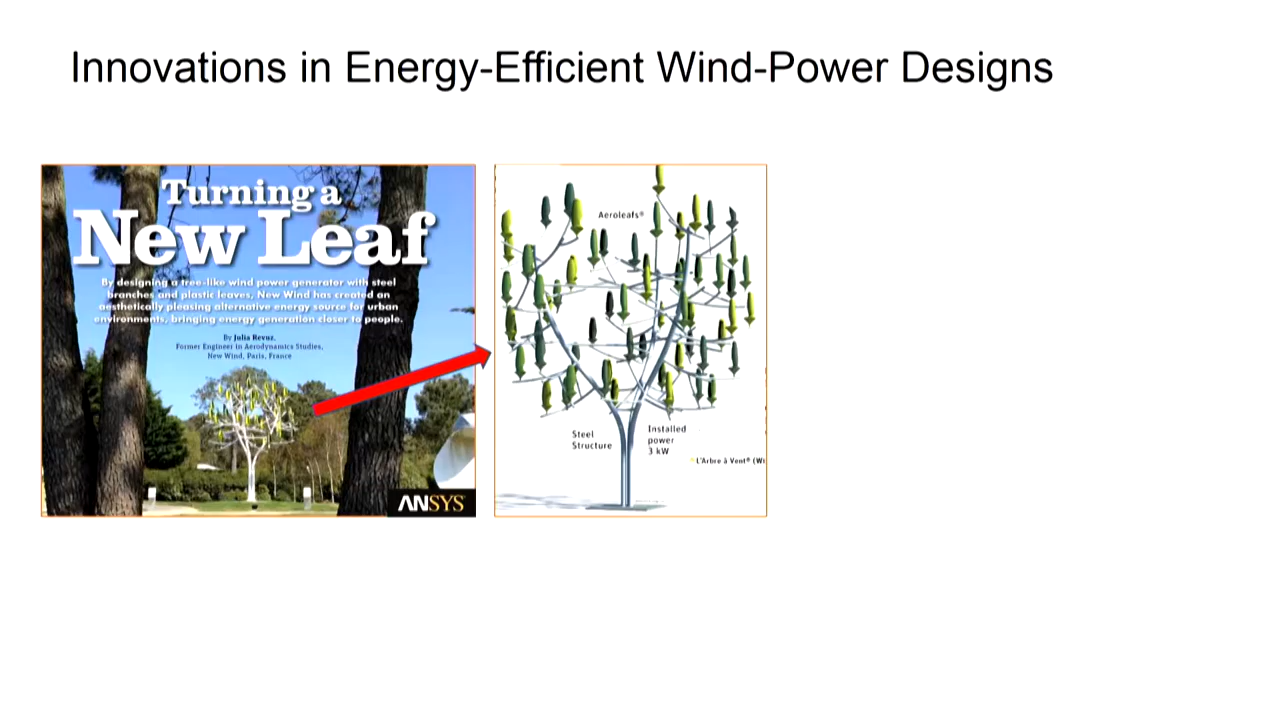 Innovations in Energy-Efficient Wind-Power Designs
Turning a
New Leaf
By designing a tree-like wind power generator with steel
branches and plastic leaves, New Wind has created an
aesthetically pleasing alternative energy source for urban
environments, bringing energy generation closer to people.
By Julia Revuz,
Former Engineer in Aerodynamics Studies,
New Wind, Paris, France
ANSYS
Aeroleafs®
Steel
Structure
Installed
power
3 kW
L'Arbre à Vent® (Wi